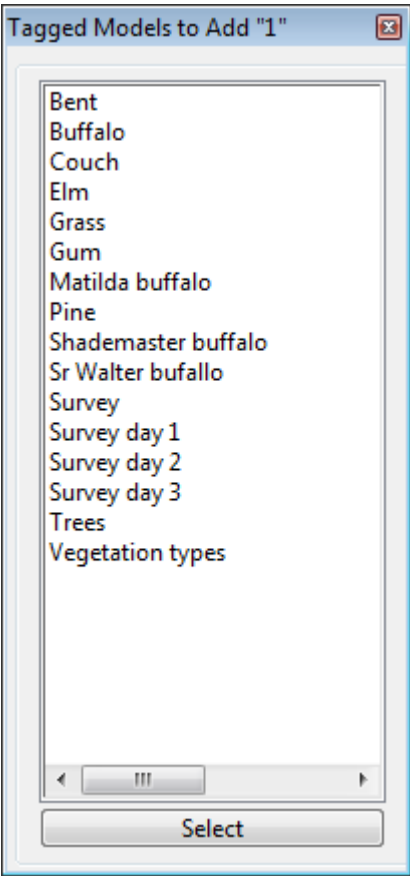 Tagged Models to Add "1"
Bent
Buffalo
Couch
Elm
Grass
Gum
Matilda buffalo
Pine
Shademaster buffalo
Sr Walter bufallo
Survey
Survey day 1
Survey day 2
Survey day 3
Trees
Vegetation types
Select